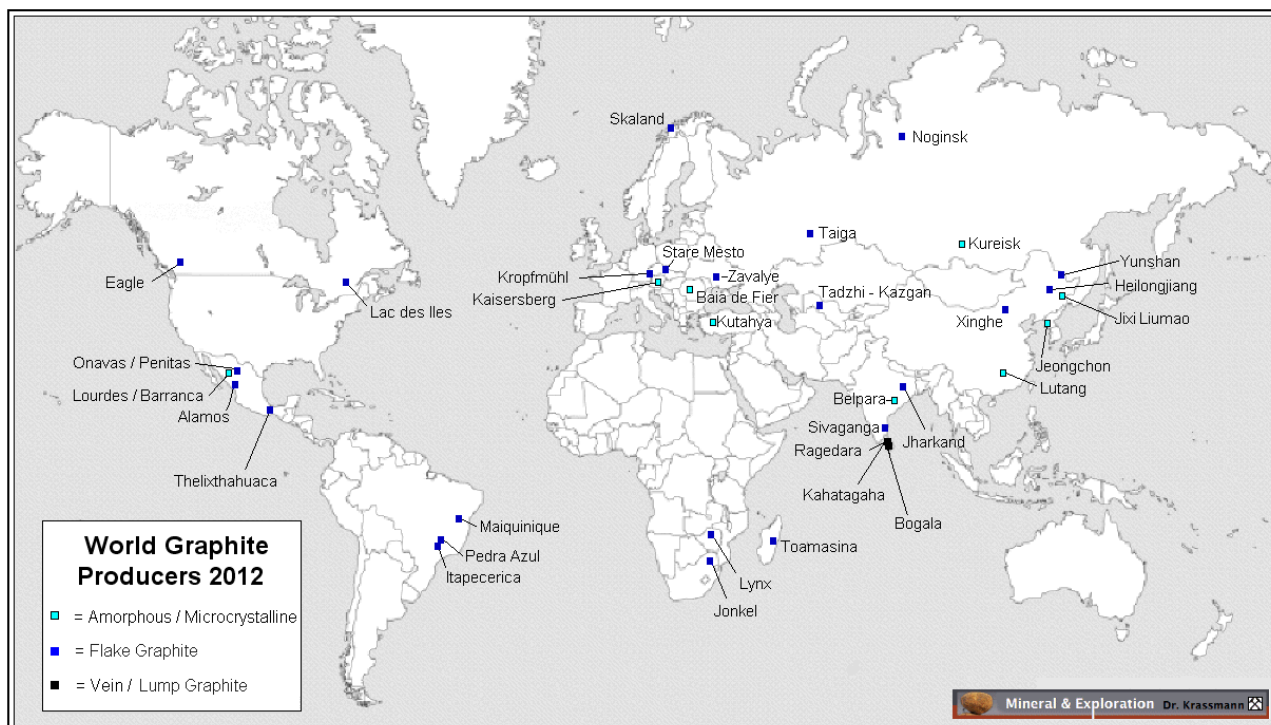 Skaland
Noginsk
Taiga
Kureisk
Stare Mesto
Yunshan
Eagle
Kropfmühl
Zavalye
Heilongjiang
Lac des Iles
Kaisersberg
Baia de Fier
Tadzhi - Kazgan
Kutahya
Xinghe
Jixi Liumao
Onavas / Penitas
Jeongchon
Lourdes / Barranca
Lutang
Alamos
Belpara
Sivaganga
Jharkand
Ragedara
Thelixthahuaca
Kahatagaha
Bogala
Maiquinique
Pedra Azul
Itapecerica
Toamasina
Lynx
Jonkel
World Graphite
Producers 2012
= Amorphous / Microcrystalline
= Flake Graphite
= Vein / Lump Graphite
Mineral & Exploration Dr. Krassmann